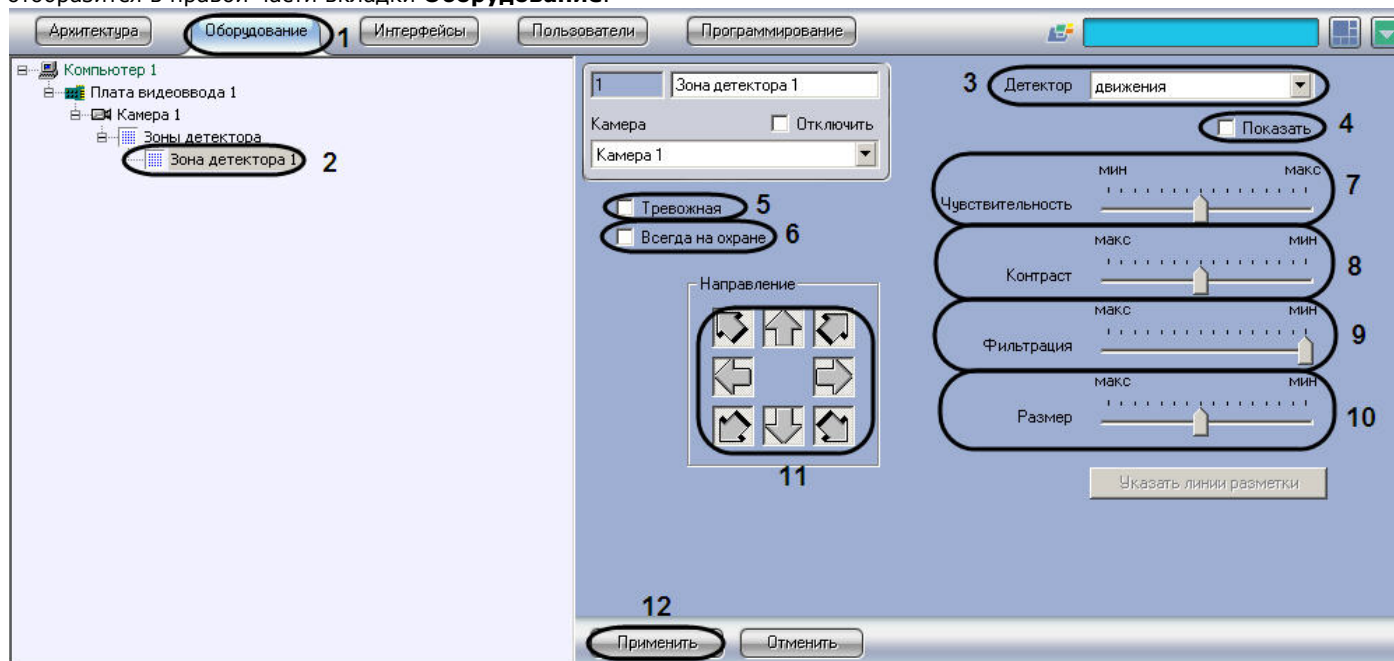 отобразится в правой части вкладки Оборудование.
Архитектура Оборудование 1 Интерфейсы Пользователи Программирование
Компьютер 1
Плата видеоввода 1
Камера 1
Зоны детектора
Зона детектора 1 2
1 Зона детектора 1
Камера Отключить
Камера 1
3 Детектор движения
Показать 4
Тревожная 5
Всегда на охране 6
Направление
11
мин макс
Чувствительность 7
макс мин
Контраст 8
макс мин
Фильтрация 9
макс мин
Размер 10
Указать линии разметки
12
Применить Отменить